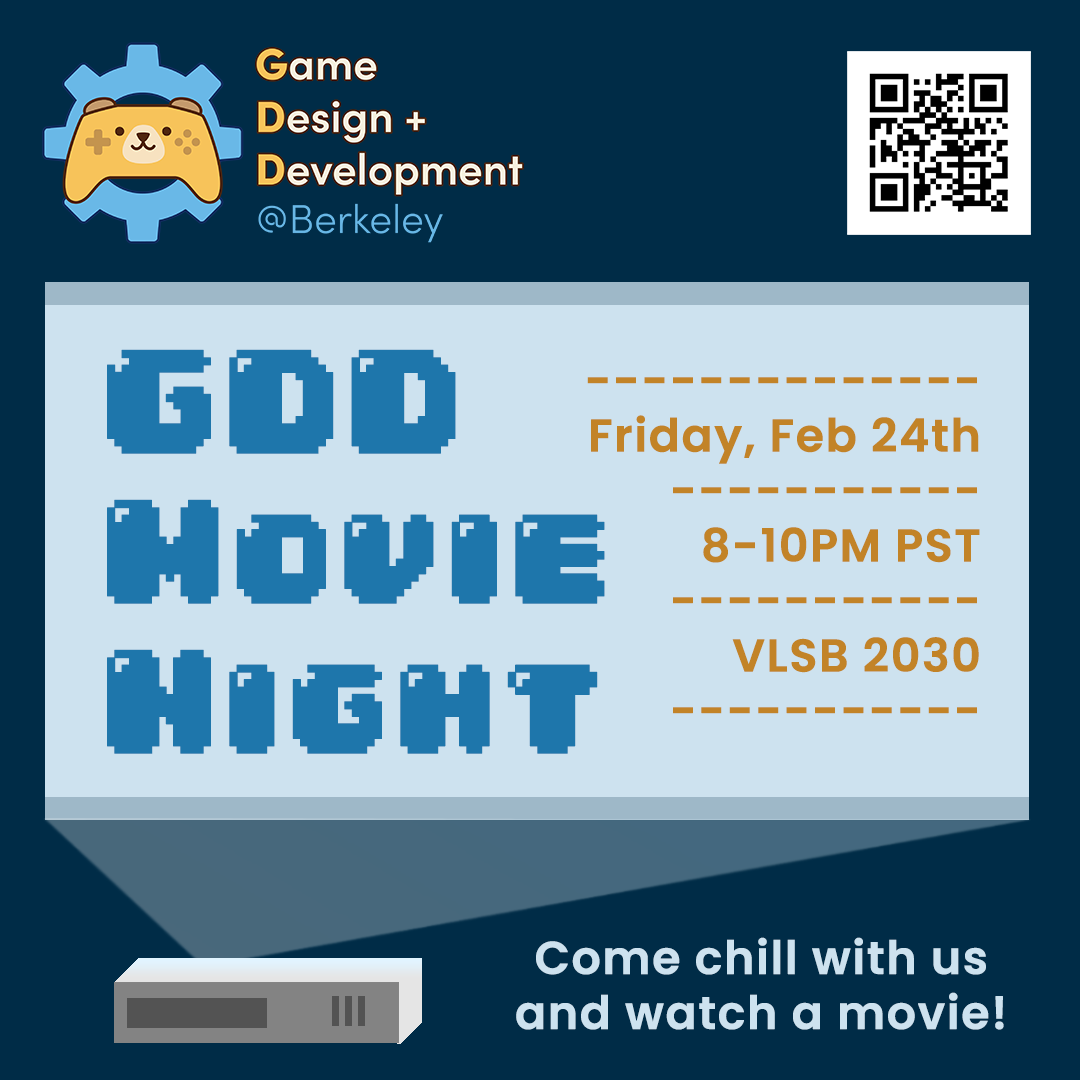 Game
Design +
Development
@Berkeley
GDD
Movie
Night
Friday, Feb 24th
8-10PM PST
VLSB 2030
Come chill with us
and watch a movie!